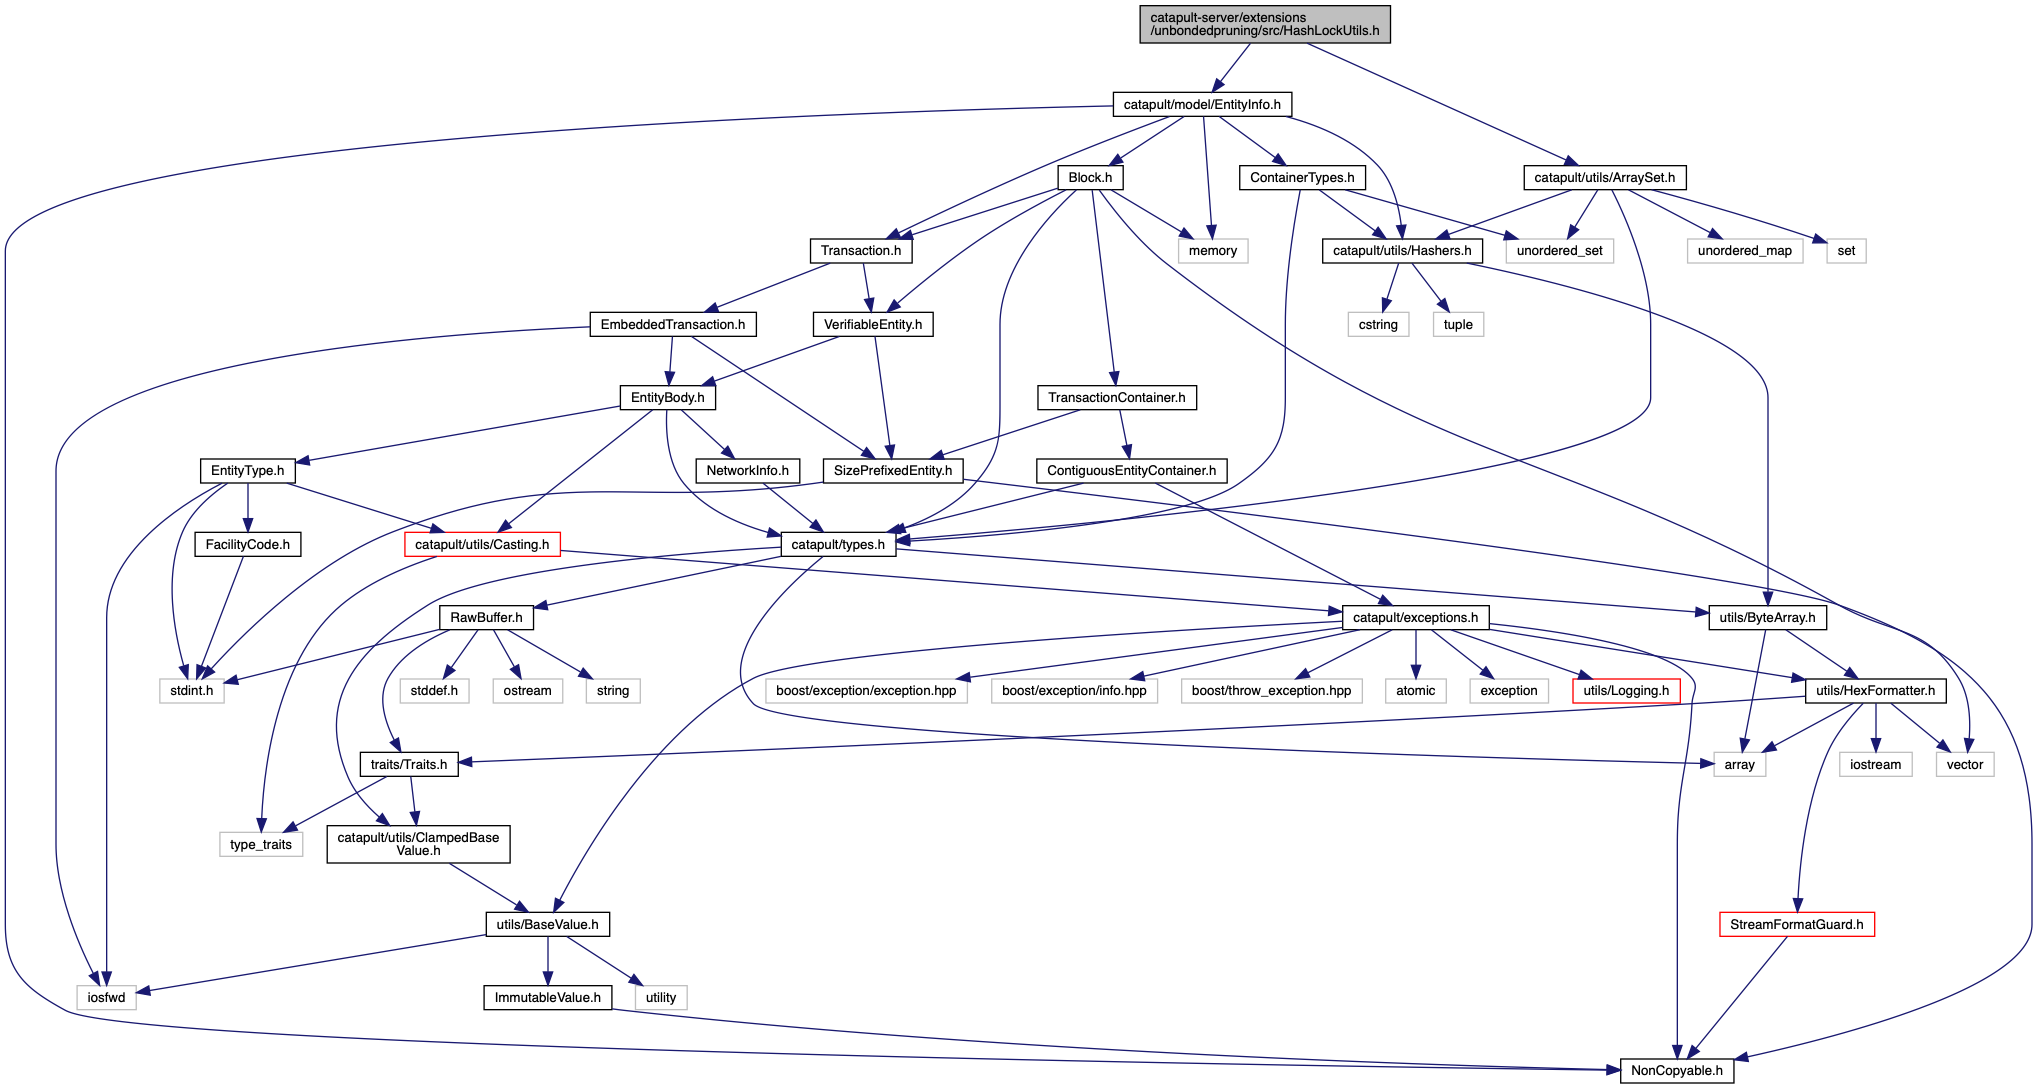 catapult-server/extensions
/unbondedpruning/src/HashLockUtils.h
catapult/model/EntityInfo.h
Block.h
ContainerTypes.h
catapult/utils/ArraySet.h
Transaction.h
memory
catapult/utils/Hashers.h
unordered_set
unordered_map
set
EmbeddedTransaction.h
VerifiableEntity.h
cstring
tuple
EntityBody.h
TransactionContainer.h
EntityType.h
NetworkInfo.h
SizePrefixedEntity.h
ContiguousEntityContainer.h
FacilityCode.h
catapult/utils/Casting.h
catapult/types.h
RawBuffer.h
catapult/exceptions.h
utils/ByteArray.h
stdint.h
stddef.h
ostream
string
boost/exception/exception.hpp
boost/exception/info.hpp
boost/throw_exception.hpp
atomic
exception
utils/Logging.h
utils/HexFormatter.h
traits/Traits.h
array
iostream
vector
type_traits
catapult/utils/ClampedBase
Value.h
utils/BaseValue.h
StreamFormatGuard.h
iosfwd
ImmutableValue.h
utility
NonCopyable.h